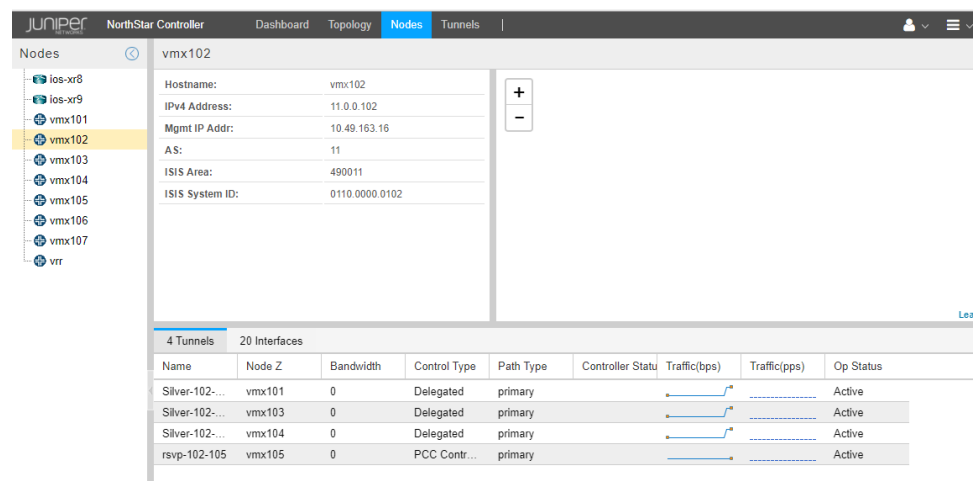 JUNIPER NETWORKS NorthStar Controller Dashboard Topology Nodes Tunnels
Nodes
vmx102
ios-xr8
ios-xr9
vmx101
vmx102
vmx103
vmx104
vmx105
vmx106
vmx107
vrr
Hostname: vmx102
IPv4 Address: 11.0.0.102
Mgmt IP Addr: 10.49.163.16
AS: 11
ISIS Area: 490011
ISIS System ID: 0110.0000.0102
+
−
Lea
4 Tunnels 20 Interfaces
Name Node Z Bandwidth Control Type Path Type Controller Statu Traffic(bps) Traffic(pps) Op Status
Silver-102-... vmx101 0 Delegated primary Active
Silver-102-... vmx103 0 Delegated primary Active
Silver-102-... vmx104 0 Delegated primary Active
rsvp-102-105 vmx105 0 PCC Contr... primary Active